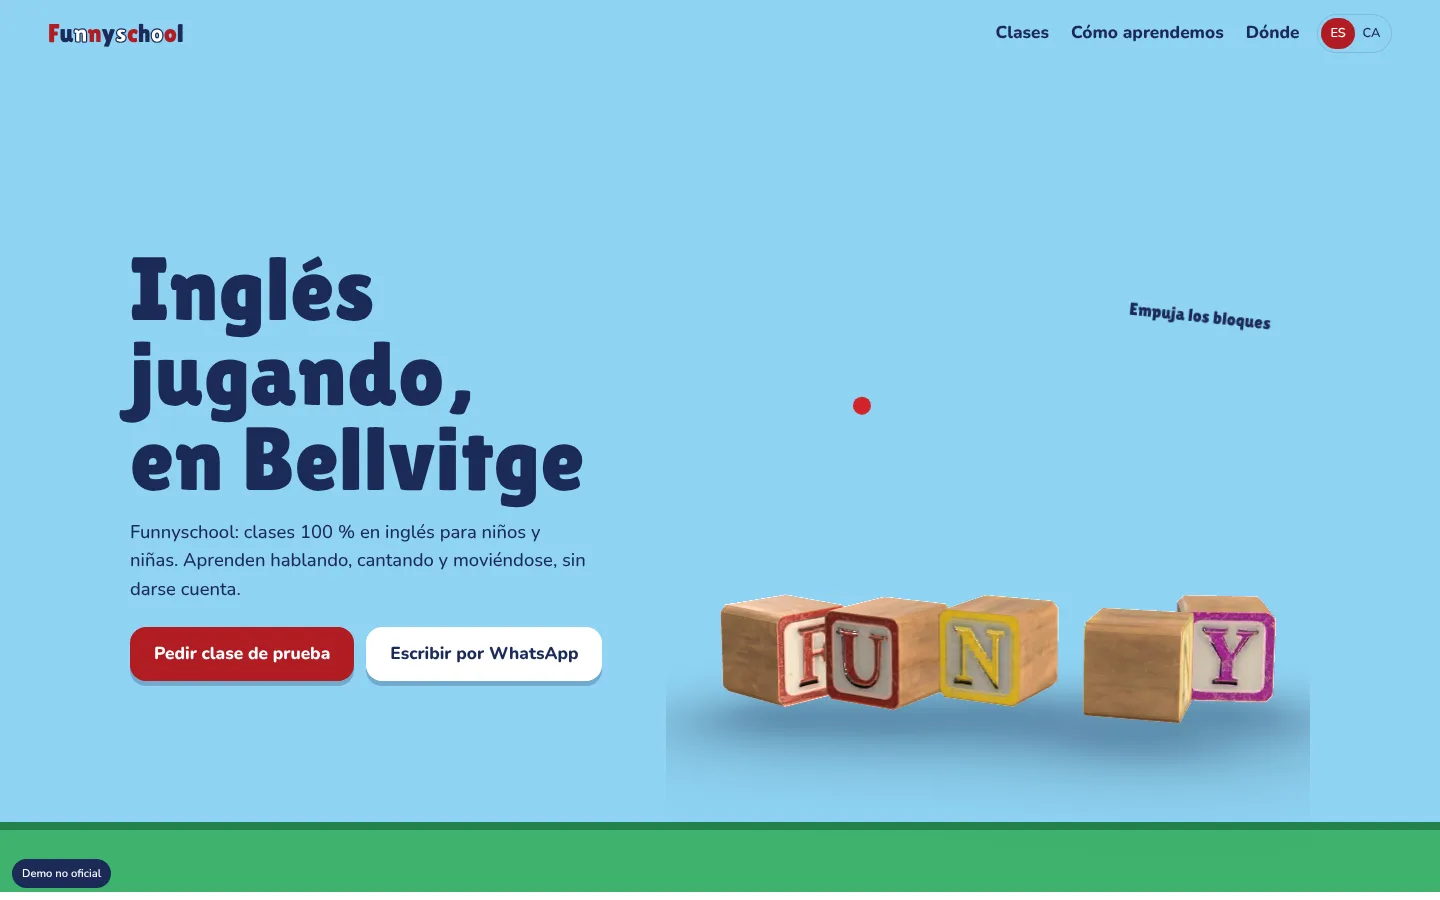 Funnyschool
Clases
Cómo aprendemos
Dónde
ES
CA
Inglés
jugando,
en Bellvitge
Empuja los bloques
Funnyschool: clases 100 % en inglés para niños y
niñas. Aprenden hablando, cantando y moviéndose, sin
darse cuenta.
Pedir clase de prueba
Escribir por WhatsApp
F U N N Y
Demo no oficial